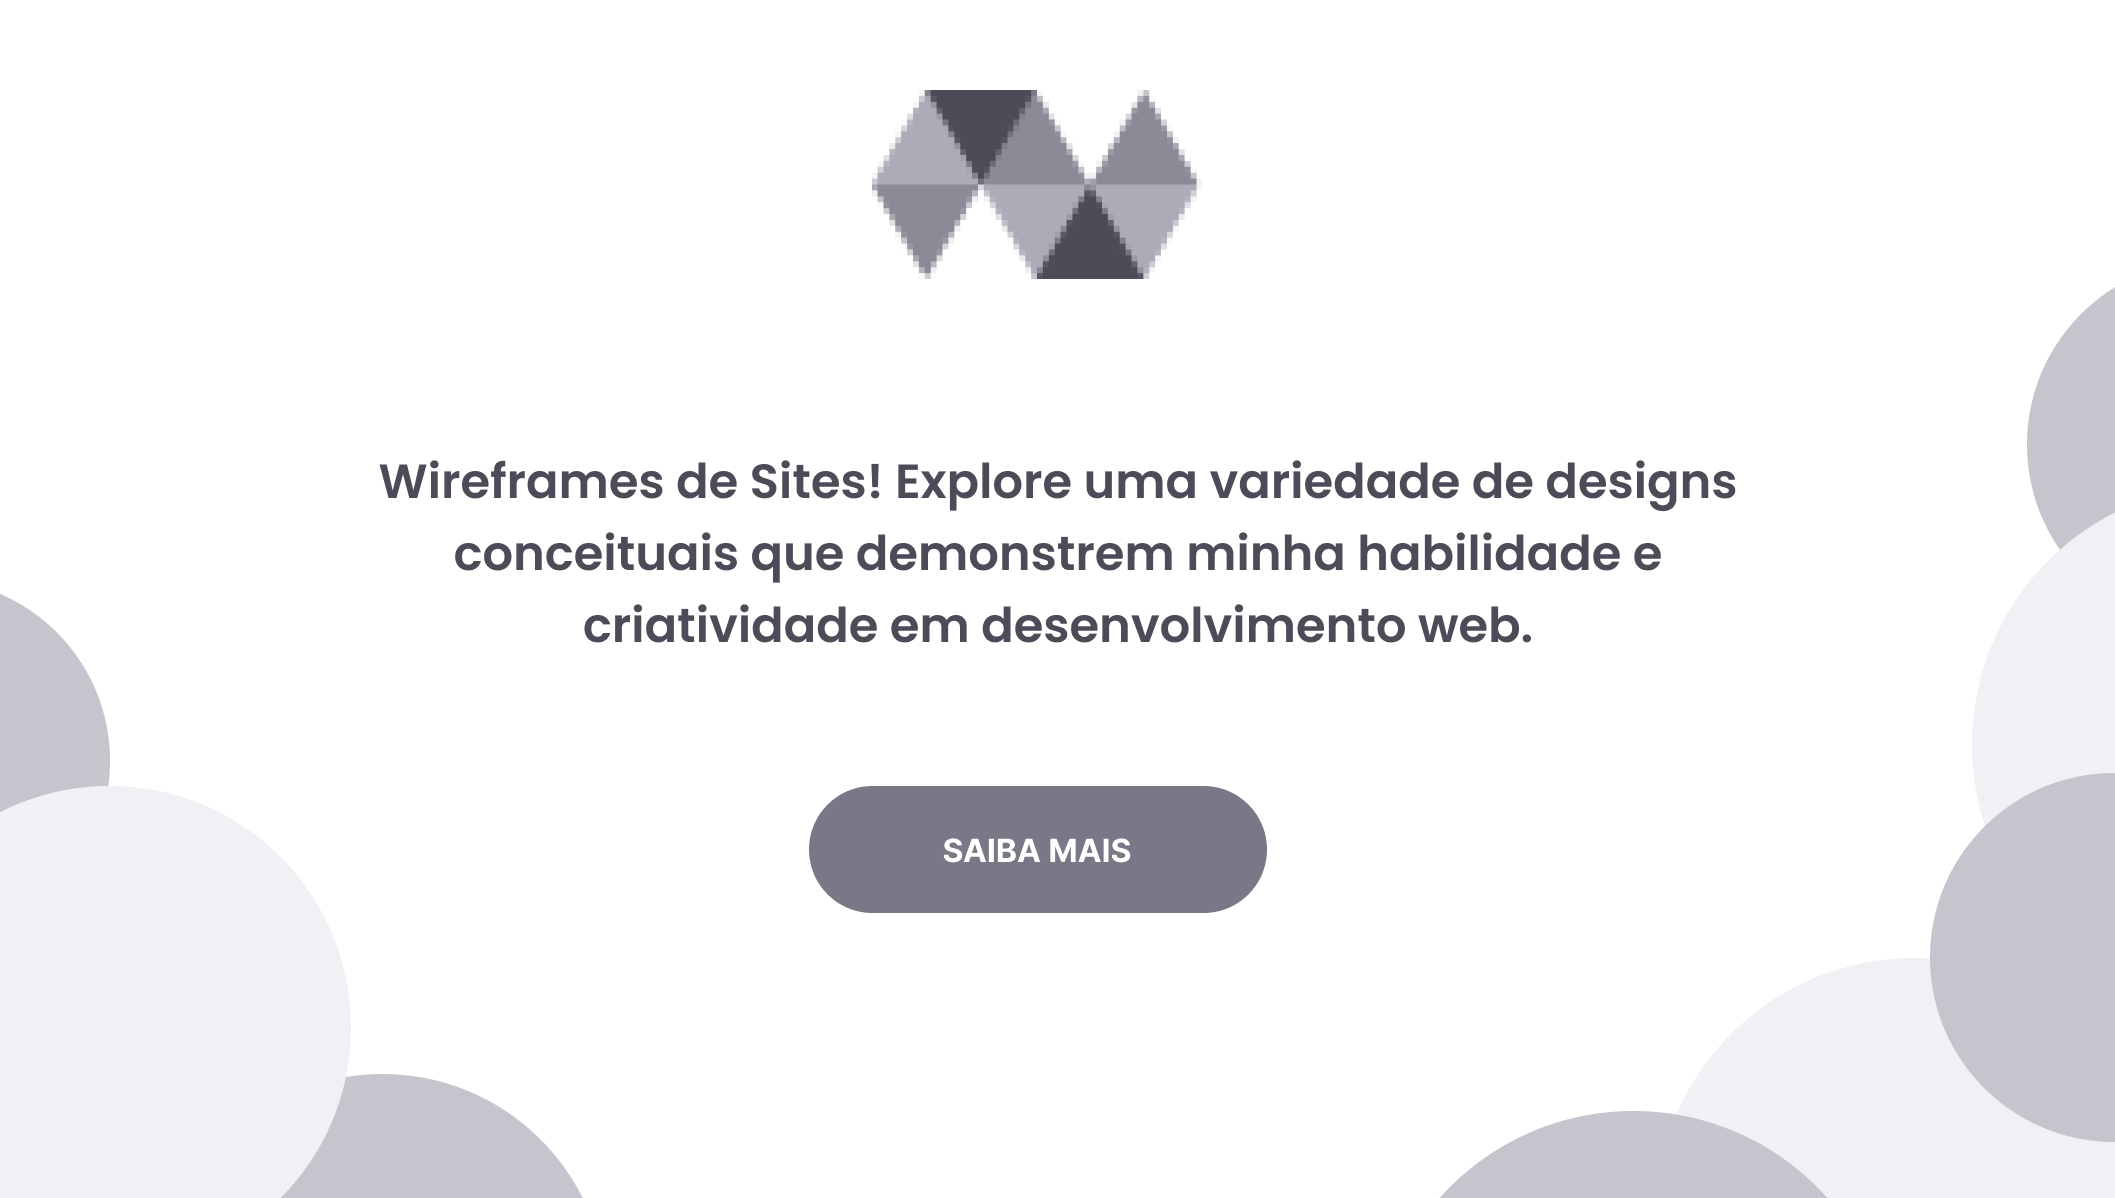 Wireframes de Sites! Explore uma variedade de designs
conceituais que demonstrem minha habilidade e
criatividade em desenvolvimento web.
SAIBA MAIS